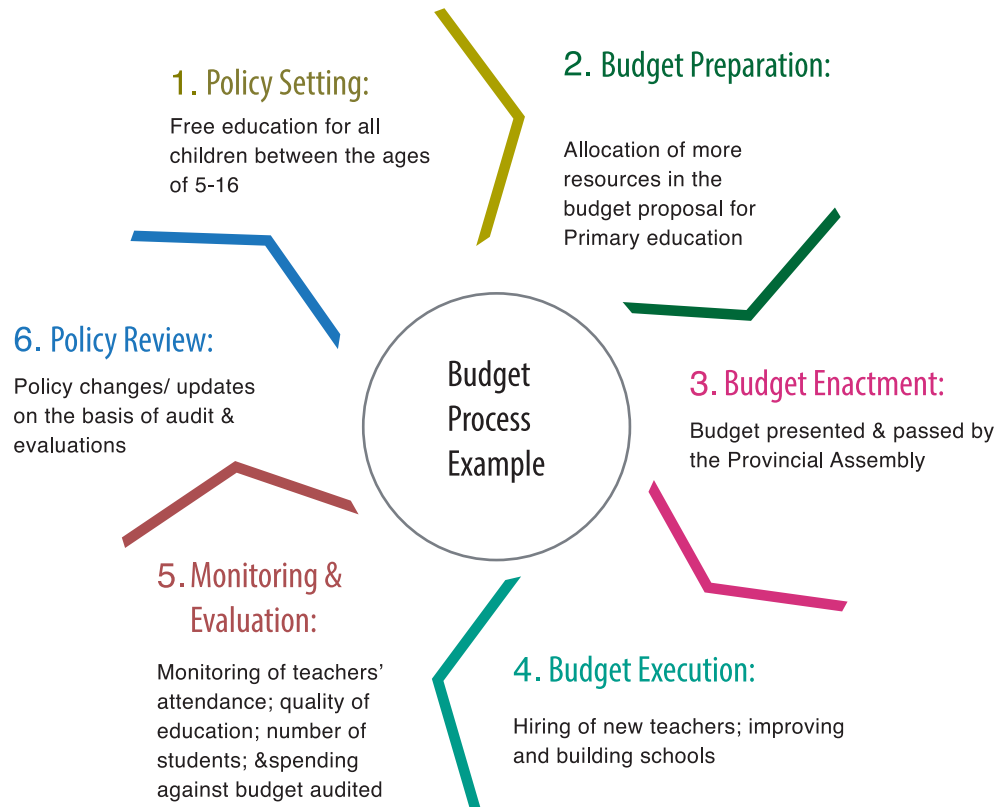 Budget
Process
Example
1. Policy Setting:
Free education for all
children between the ages
of 5-16
2. Budget Preparation:
Allocation of more
resources in the
budget proposal for
Primary education
3. Budget Enactment:
Budget presented & passed by
the Provincial Assembly
4. Budget Execution:
Hiring of new teachers; improving
and building schools
5. Monitoring &
Evaluation:
Monitoring of teachers’
attendance; quality of
education; number of
students; &spending
against budget audited
6. Policy Review:
Policy changes/ updates
on the basis of audit &
evaluations